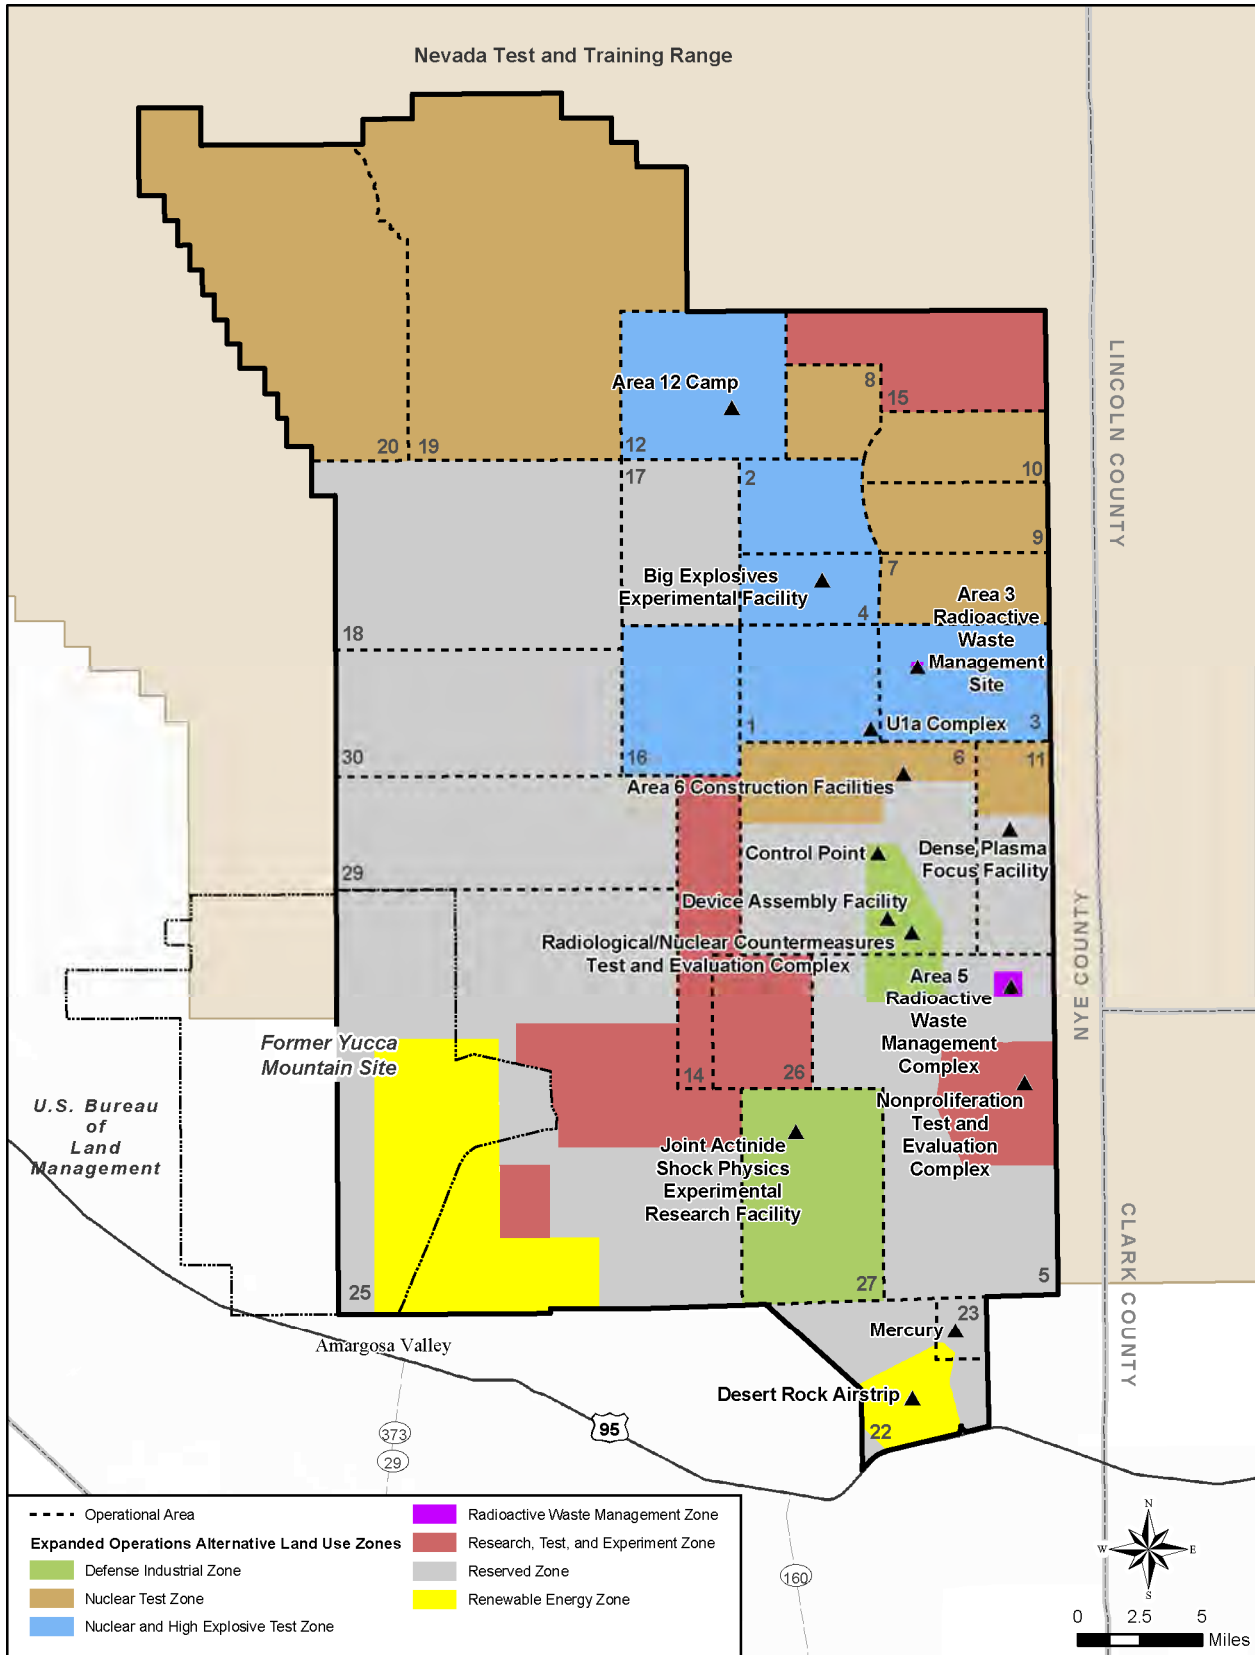 Nevada Test and Training Range
LINCOLN COUNTY
Area 12 Camp
8
15
20
19
12
10
17
2
9
7
Big Explosives
Experimental Facility
4
Area 3
Radioactive
Waste
Management
Site
18
U1a Complex
1
3
30
16
6
11
Area 6 Construction Facilities
Control Point
Dense Plasma
Focus Facility
29
Device Assembly Facility
NYE COUNTY
Radiological/Nuclear Countermeasures
Test and Evaluation Complex
Area 5
Radioactive
Waste
Management
Complex
Former Yucca
Mountain Site
14
26
U.S. Bureau
of
Land
Management
Nonproliferation
Test and
Evaluation
Complex
Joint Actinide
Shock Physics
Experimental
Research Facility
CLARK COUNTY
25
27
5
23
Mercury
Amargosa Valley
Desert Rock Airstrip
22
95
373
29
160
Operational Area
Expanded Operations Alternative Land Use Zones
Defense Industrial Zone
Nuclear Test Zone
Nuclear and High Explosive Test Zone
Radioactive Waste Management Zone
Research, Test, and Experiment Zone
Reserved Zone
Renewable Energy Zone
N
W E
S
0 2.5 5
Miles